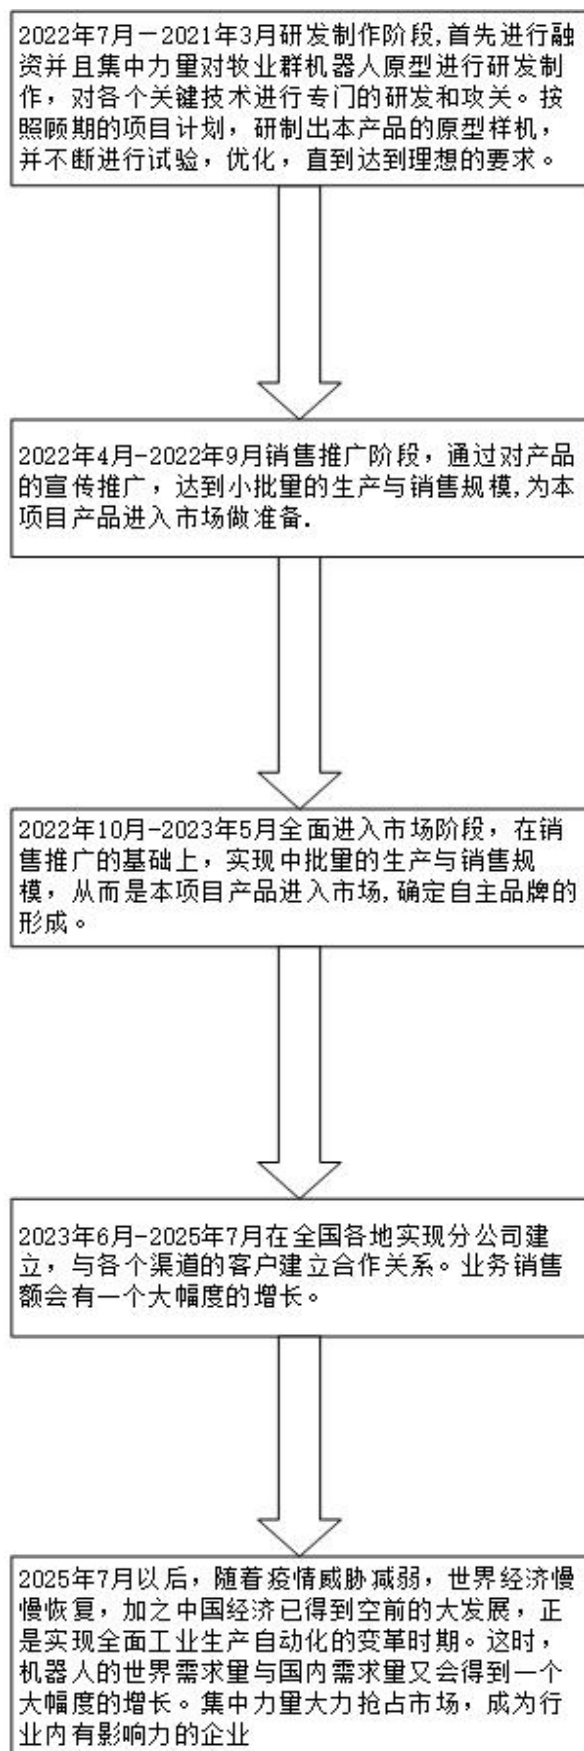 2022年7月－2021年3月研发制作阶段,首先进行融
资并且集中力量对牧业群机器人原型进行研发制
作，对各个关键技术进行专门的研发和攻关。按
照顾期的项目计划，研制出本产品的原型样机，
并不断进行试验，优化，直到达到理想的要求。
2022年4月-2022年9月销售推广阶段，通过对产品
的宣传推广，达到小批量的生产与销售规模,为本
项目产品进入市场做准备.
2022年10月-2023年5月全面进入市场阶段，在销
售推广的基础上，实现中批量的生产与销售规
模，从而是本项目产品进入市场,确定自主品牌的
形成。
2023年6月-2025年7月在全国各地实现分公司建
立，与各个渠道的客户建立合作关系。业务销售
额会有一个大幅度的增长。
2025年7月以后，随着疫情威胁减弱，世界经济慢
慢恢复，加之中国经济已得到空前的大发展，正
是实现全面工业生产自动化的变革时期。这时，
机器人的世界需求量与国内需求量又会得到一个
大幅度的增长。集中力量大力抢占市场，成为行
业内有影响力的企业